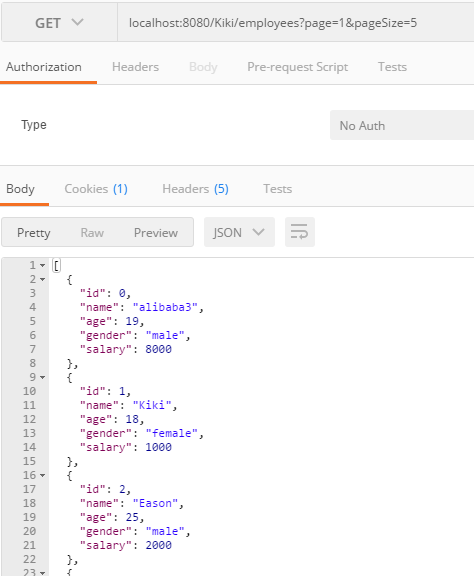 GET localhost:8080/Kiki/employees?page=1&pageSize=5
Authorization Headers Body Pre-request Script Tests
Type No Auth
Body Cookies (1) Headers (5) Tests
Pretty Raw Preview JSON
1 [
2 {
3 "id": 0,
4 "name": "alibaba3",
5 "age": 19,
6 "gender": "male",
7 "salary": 8000
8 },
9 {
10 "id": 1,
11 "name": "Kiki",
12 "age": 18,
13 "gender": "female",
14 "salary": 1000
15 },
16 {
17 "id": 2,
18 "name": "Eason",
19 "age": 25,
20 "gender": "male",
21 "salary": 2000
22 },
23 {